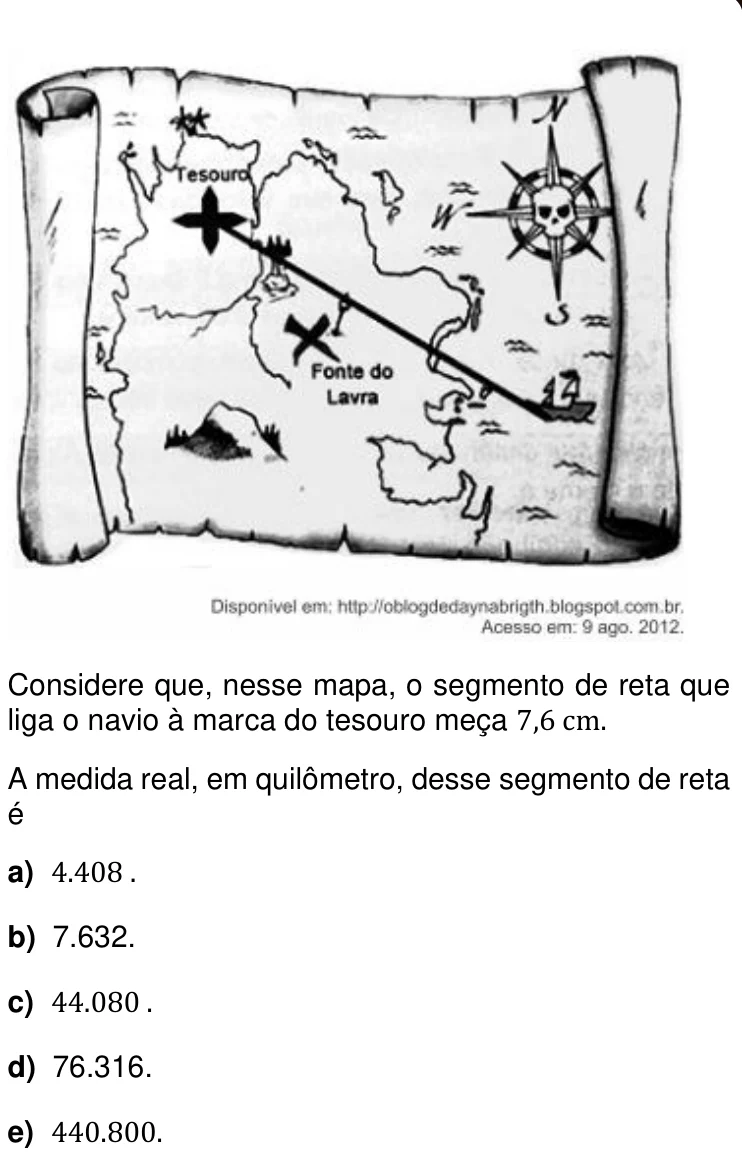 N
Tesouro
W
S
Fonte do
Lavra
Disponível em: http://oblogdedaynabrigth.blogspot.com.br.
Acesso em: 9 ago. 2012.
Considere que, nesse mapa, o segmento de reta que
liga o navio à marca do tesouro meça 7,6 cm.
A medida real, em quilômetro, desse segmento de reta
é
a) 4.408 .
b) 7.632.
c) 44.080 .
d) 76.316.
e) 440.800.